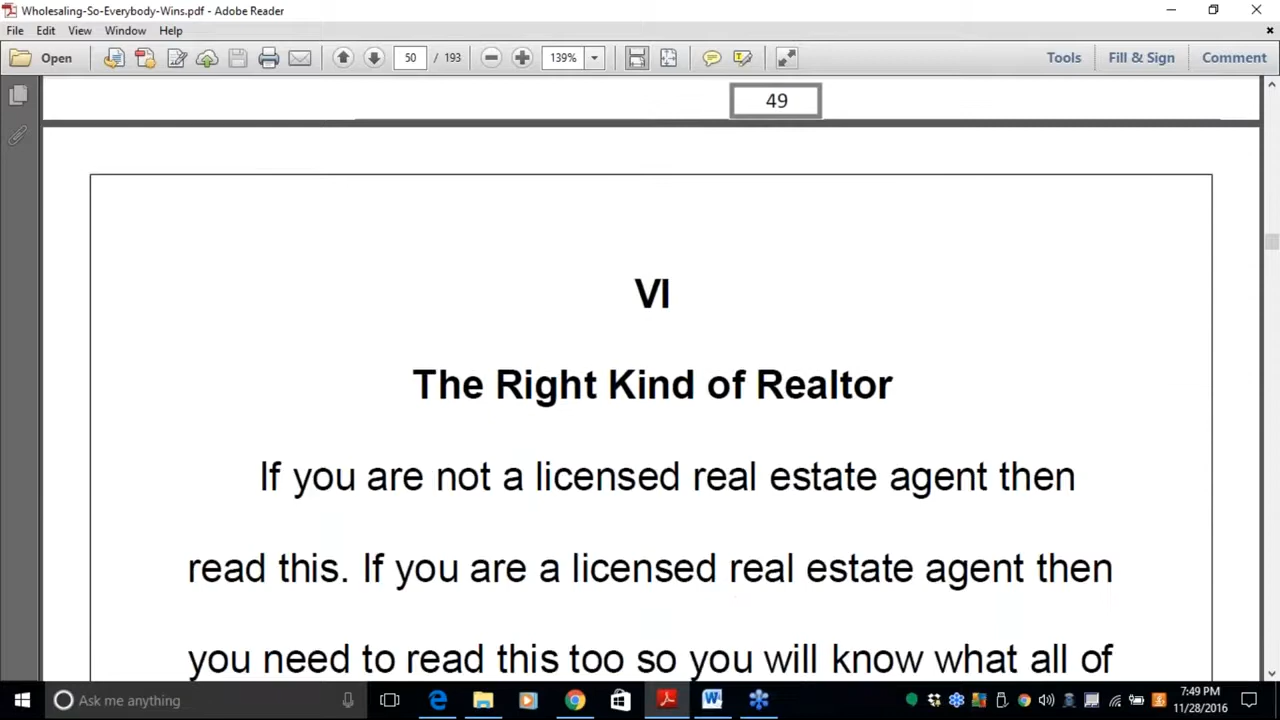 Wholesaling-So-Everybody-Wins.pdf - Adobe Reader
File Edit View Window Help
Open 50 / 193 139% Tools Fill & Sign Comment
49
VI
The Right Kind of Realtor
If you are not a licensed real estate agent then
read this. If you are a licensed real estate agent then
you need to read this too so you will know what all of
Ask me anything
7:49 PM
11/28/2016